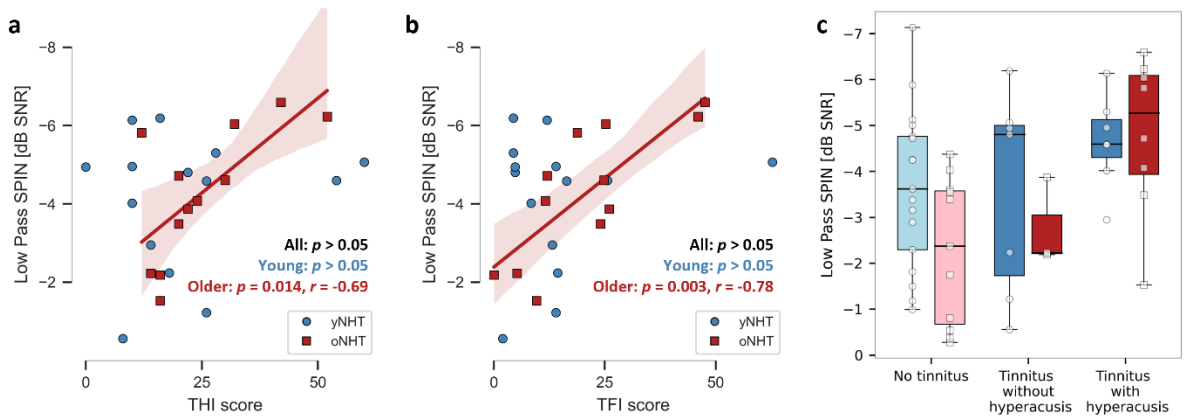 a
Low Pass SPIN [dB SNR]
−8
−6
−4
−2
0
25
50
THI score
All: p > 0.05
Young: p > 0.05
Older: p = 0.014, r = -0.69
yNHT
oNHT
b
Low Pass SPIN [dB SNR]
−8
−6
−4
−2
0
25
50
TFI score
All: p > 0.05
Young: p > 0.05
Older: p = 0.003, r = -0.78
yNHT
oNHT
c
Low Pass SPIN [dB SNR]
−7
−6
−5
−4
−3
−2
−1
0
No tinnitus
Tinnitus
without
hyperacusis
Tinnitus
with
hyperacusis